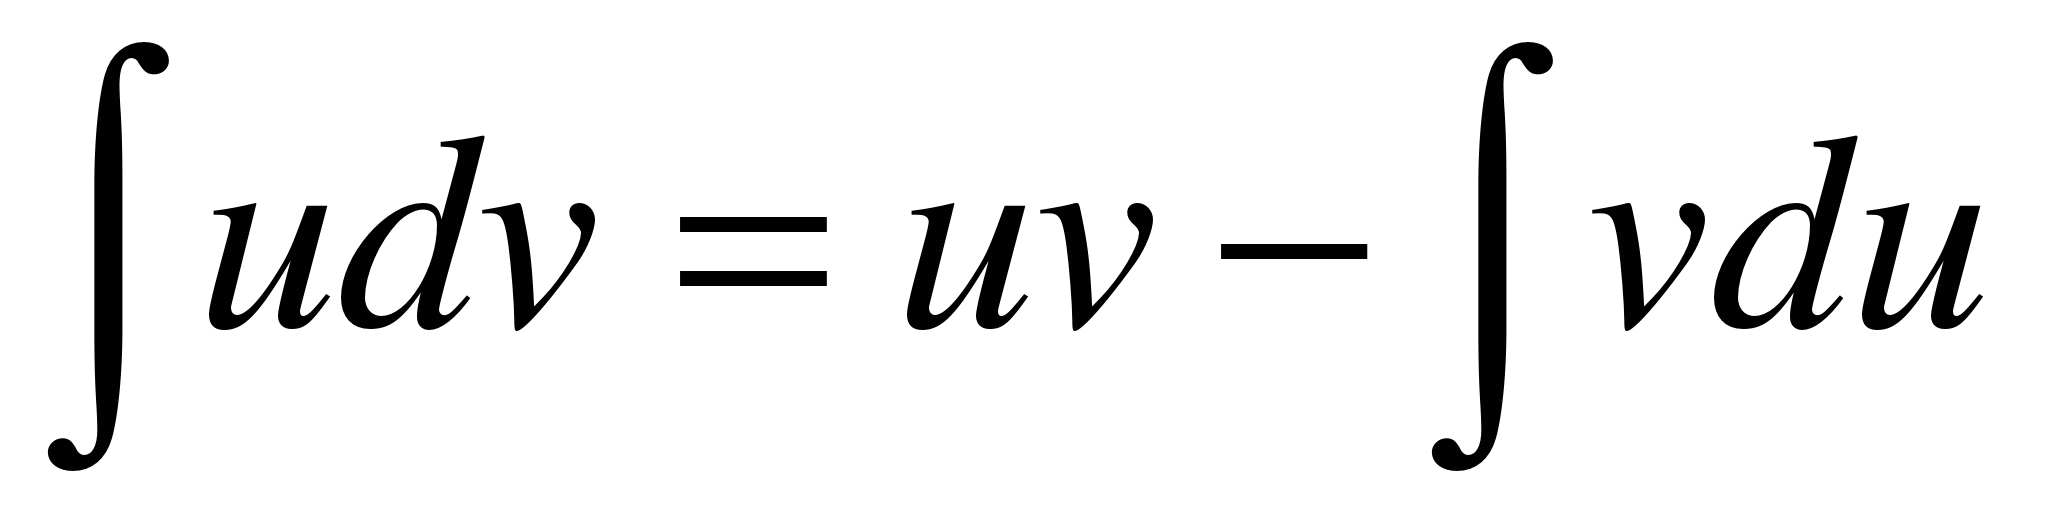 ∫udv = uv − ∫vdu